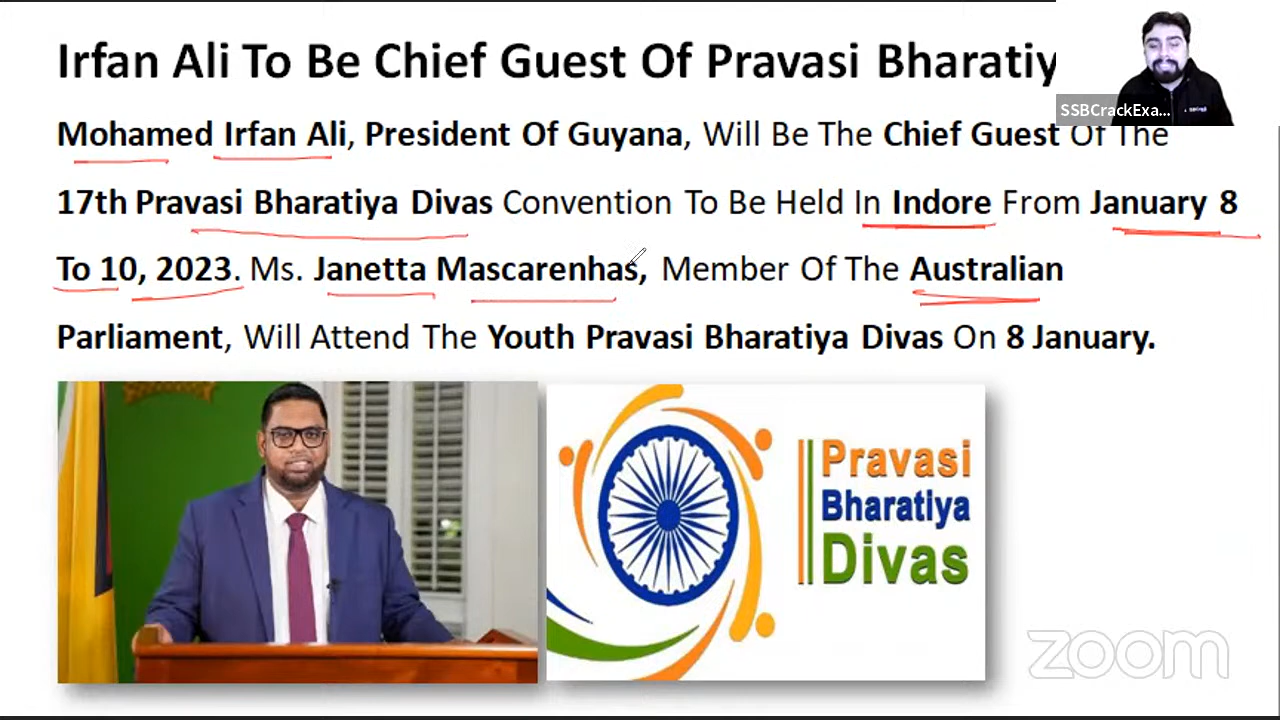 Irfan Ali To Be Chief Guest Of Pravasi Bharatiy
SSBCrackExa...
Mohamed Irfan Ali, President Of Guyana, Will Be The Chief Guest Of The
17th Pravasi Bharatiya Divas Convention To Be Held In Indore From January 8
To 10, 2023. Ms. Janetta Mascarenhas, Member Of The Australian
Parliament, Will Attend The Youth Pravasi Bharatiya Divas On 8 January.
Pravasi
Bharatiya
Divas
zoom